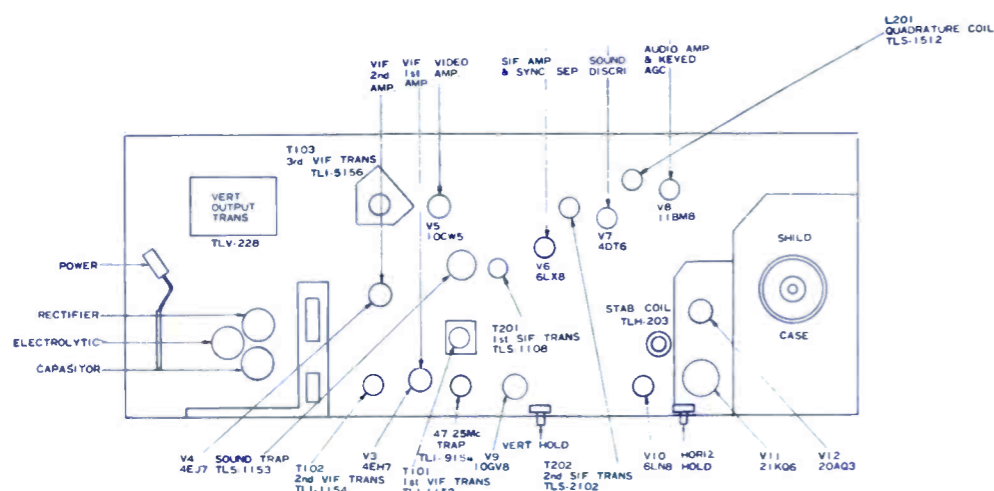 L201
QUADRATURE COIL
TLS-1512
VIF
2nd
AMP.
VIF
1st
AMP
VIDEO
AMP.
SIF AMP
& SYNC SEP
SOUND
DISCRI
AUDIO AMP
& KEYED
AGC
T103
3rd VIF TRANS
TLI-5156
VERT
OUTPUT
TRANS
TLV-228
V5
10CW5
V6
6LX8
V7
4DT6
V8
11BM8
SHILD
CASE
POWER
RECTIFIER
ELECTROLYTIC
CAPASITOR
STAB COIL
TLH-203
T201
1st SIF TRANS
TLS-1108
V4
4EJ7
SOUND TRAP
TLS-1153
T102
2nd VIF TRANS
TLI-1154
V3
4EH7
T101
1st VIF TRANS
47.25Mc
TRAP
V9
10GV8
VERT HOLD
T202
2nd SIF TRANS
TLS-2102
V10
6LN8
HORIZ
HOLD
V11
21KQ6
V12
20AQ3